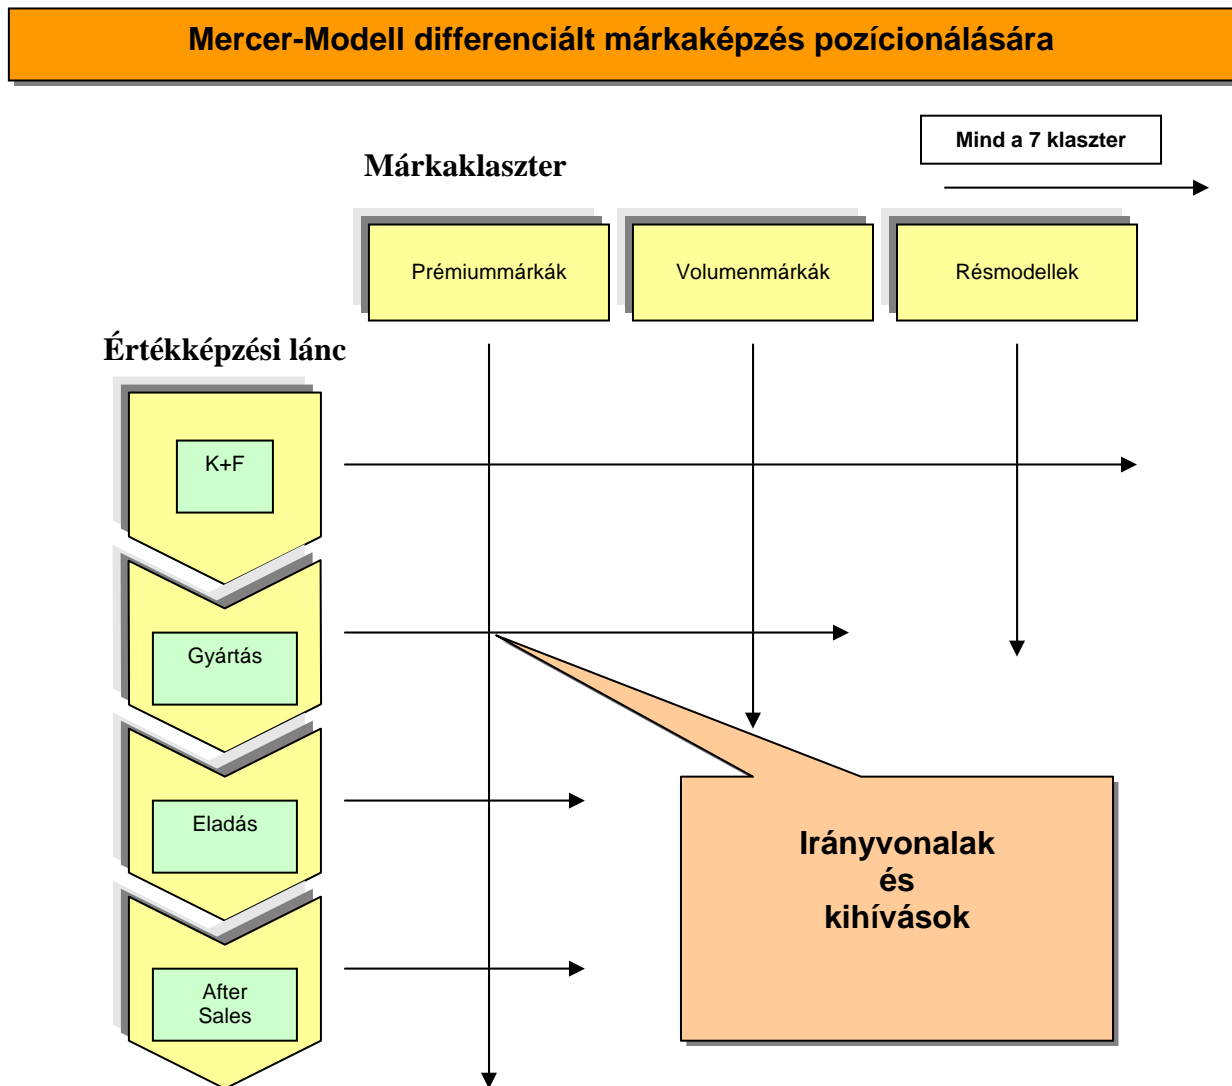 Mercer-Modell differenciált márkaképzés pozícionálására
Mind a 7 klaszter
Márkaklaszter
Prémiummárkák
Volumenmárkák
Résmodellek
Értékképzési lánc
K+F
Gyártás
Eladás
After
Sales
Irányvonalak
és
kihívások